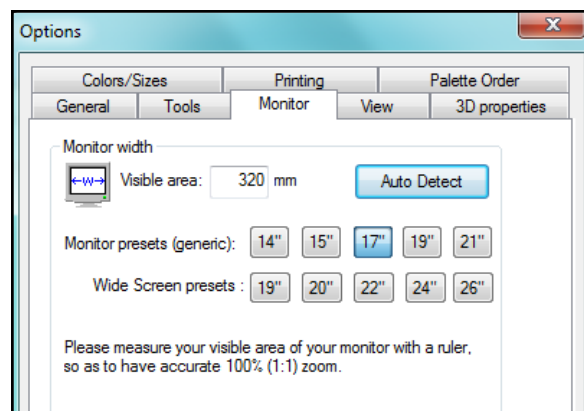 Options
Colors/Sizes Printing Palette Order
General Tools Monitor View 3D properties
Monitor width
←W→ Visible area: 320 mm Auto Detect
Monitor presets (generic): 14" 15" 17" 19" 21"
Wide Screen presets : 19" 20" 22" 24" 26"
Please measure your visible area of your monitor with a ruler,
so as to have accurate 100% (1:1) zoom.